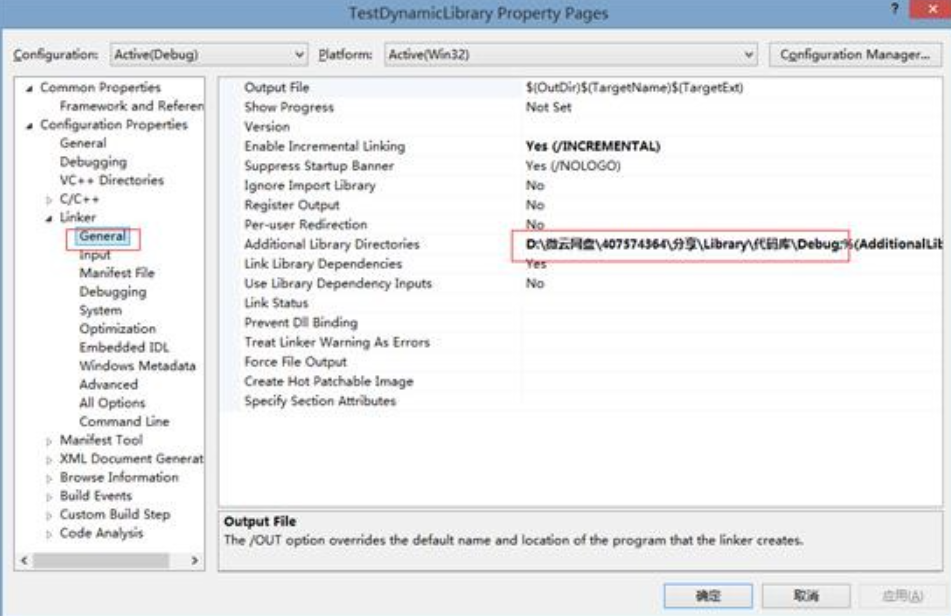 TestDynamicLibrary Property Pages
?
Configuration: Active(Debug) Platform: Active(Win32) Configuration Manager...
Common Properties
Framework and Referen
Configuration Properties
General
Debugging
VC++ Directories
C/C++
Linker
General
Input
Manifest File
Debugging
System
Optimization
Embedded IDL
Windows Metadata
Advanced
All Options
Command Line
Manifest Tool
XML Document Generat
Browse Information
Build Events
Custom Build Step
Code Analysis
Output File $(OutDir)$(TargetName)$(TargetExt)
Show Progress Not Set
Version
Enable Incremental Linking Yes (/INCREMENTAL)
Suppress Startup Banner Yes (/NOLOGO)
Ignore Import Library No
Register Output No
Per-user Redirection No
Additional Library Directories D:\微云网盘\407574364\分享\Library\代码库\Debug;%(AdditionalLib
Link Library Dependencies Yes
Use Library Dependency Inputs No
Link Status
Prevent Dll Binding
Treat Linker Warning As Errors
Force File Output
Create Hot Patchable Image
Specify Section Attributes
Output File
The /OUT option overrides the default name and location of the program that the linker creates.
确定 取消 应用(A)